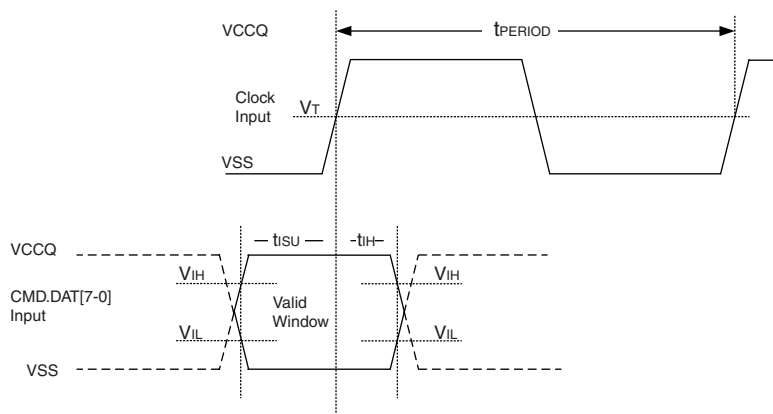 VCCQ
tPERIOD
Clock
Input
VT
VSS
VCCQ
tISU
tIH
VIH
VIH
CMD.DAT[7-0]
Input
Valid
Window
VIL
VIL
VSS